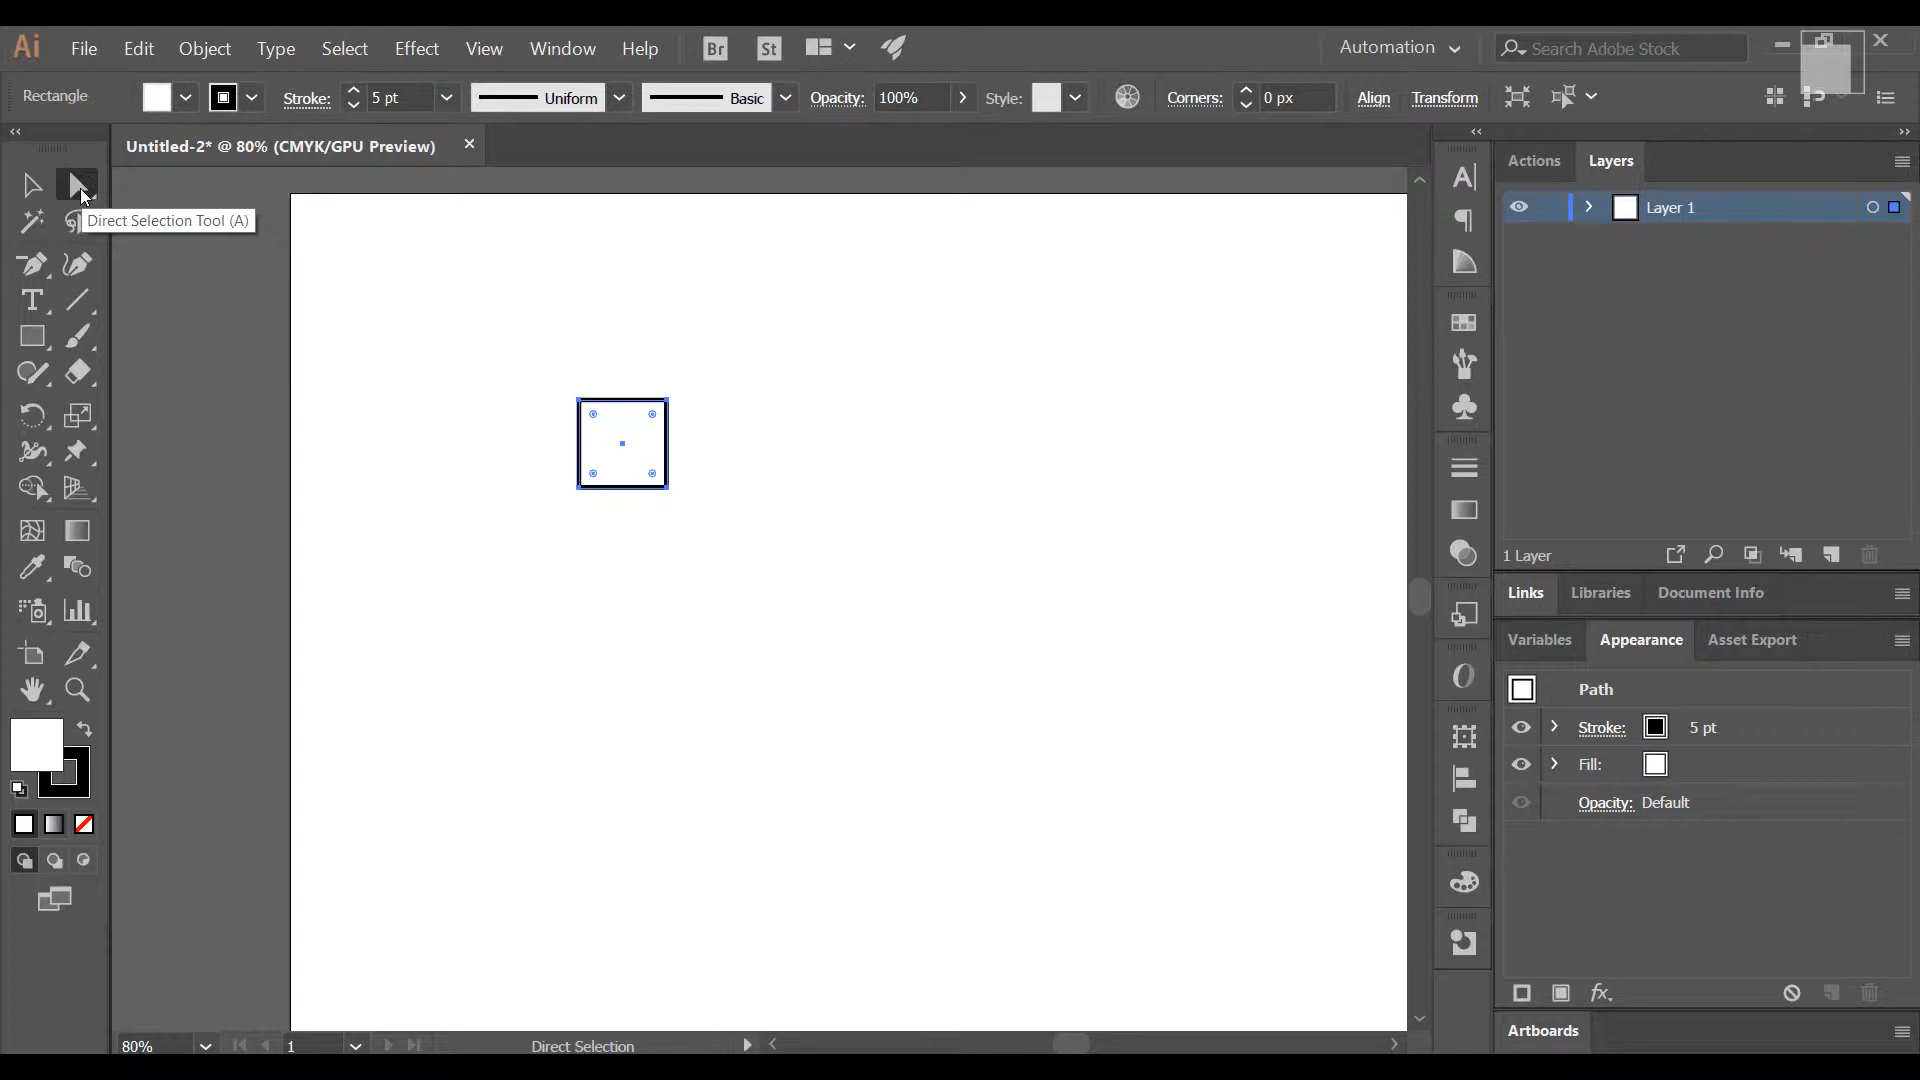 Ai File Edit Object Type Select Effect View Window Help Br St Automation Search Adobe Stock
Rectangle Stroke: 5 pt Uniform Basic Opacity: 100% Style: Corners: 0 px Align Transform
Untitled-2* @ 80% (CMYK/GPU Preview)
Direct Selection Tool (A)
Actions Layers
Layer 1
1 Layer
Links Libraries Document Info
Variables Appearance Asset Export
Path
Stroke: 5 pt
Fill:
Opacity: Default
fx
Artboards
80% 1 Direct Selection